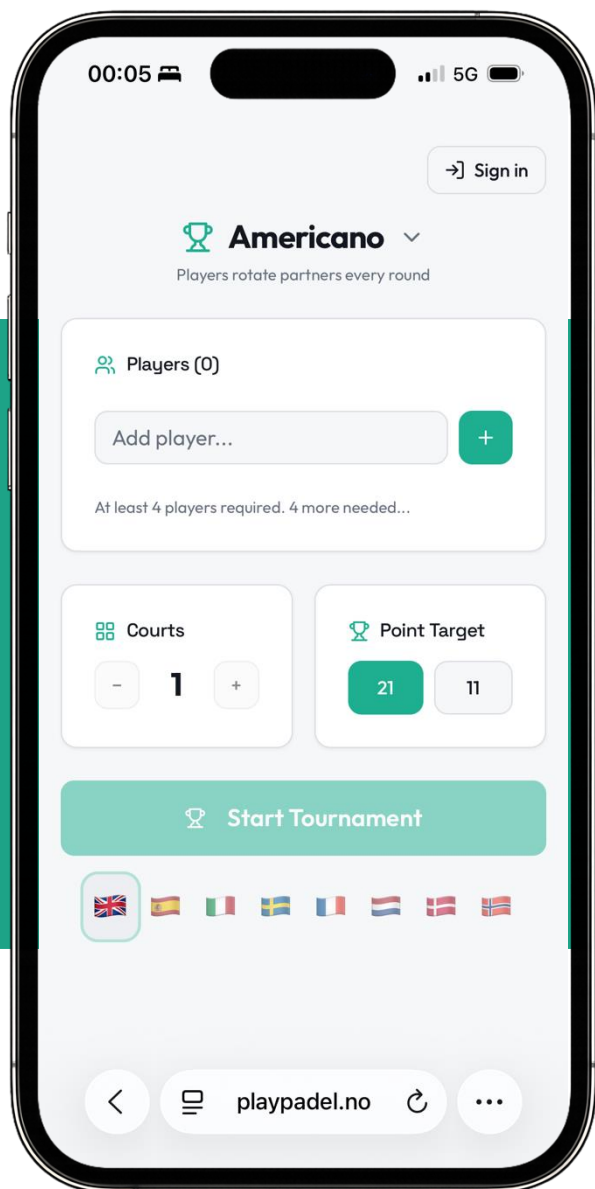 00:05
5G
Sign in
Americano
Players rotate partners every round
Players (0)
Add player...
+
At least 4 players required. 4 more needed...
Courts
Point Target
-
1
+
21
11
Start Tournament
playpadel.no